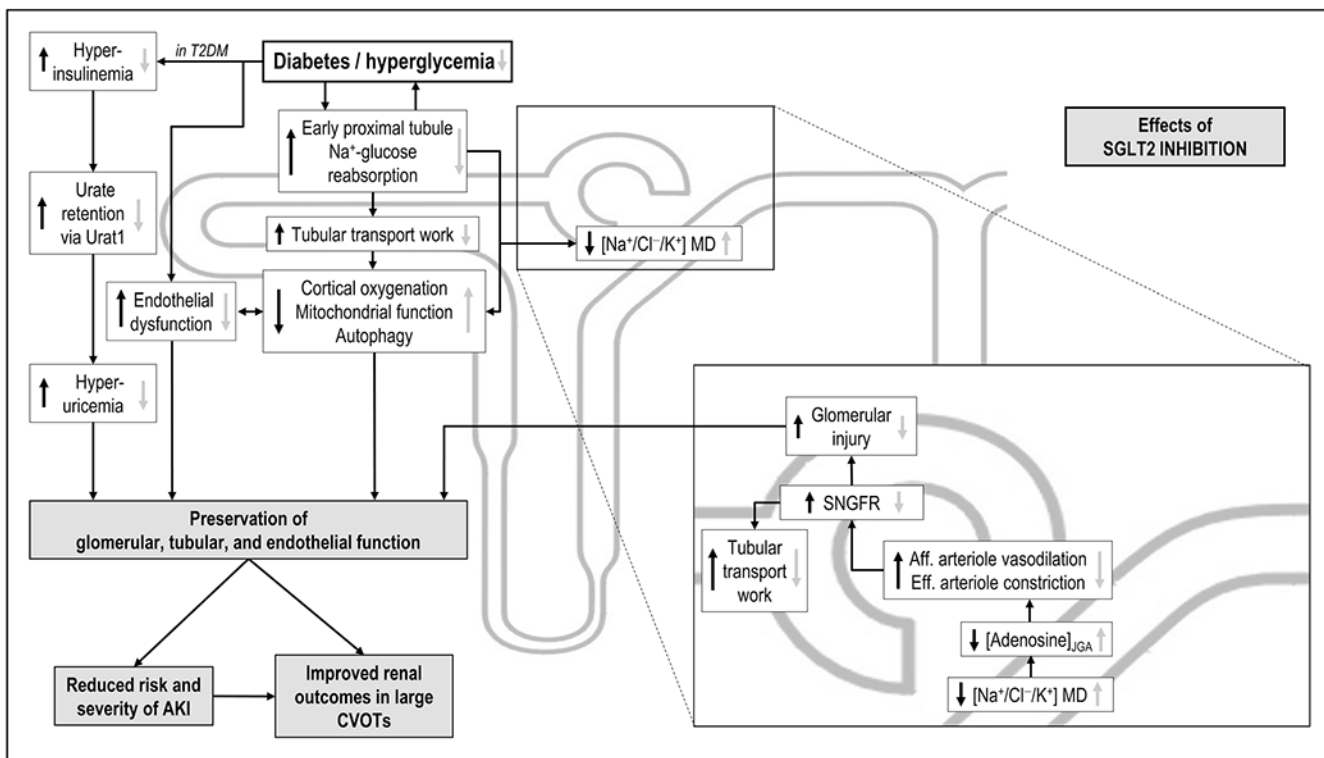 Hyper-
insulinemia
in T2DM
Diabetes / hyperglycemia
Early proximal tubule
Na⁺-glucose
reabsorption
Effects of
SGLT2 INHIBITION
Urate
retention
via Urat1
Tubular transport work
[Na⁺/Cl⁻/K⁺] MD
Endothelial
dysfunction
Cortical oxygenation
Mitochondrial function
Autophagy
Hyper-
uricemia
Glomerular
injury
SNGFR
Tubular
transport
work
Aff. arteriole vasodilation
Eff. arteriole constriction
[Adenosine]JGA
[Na⁺/Cl⁻/K⁺] MD
Preservation of
glomerular, tubular, and endothelial function
Reduced risk and
severity of AKI
Improved renal
outcomes in large
CVOTs